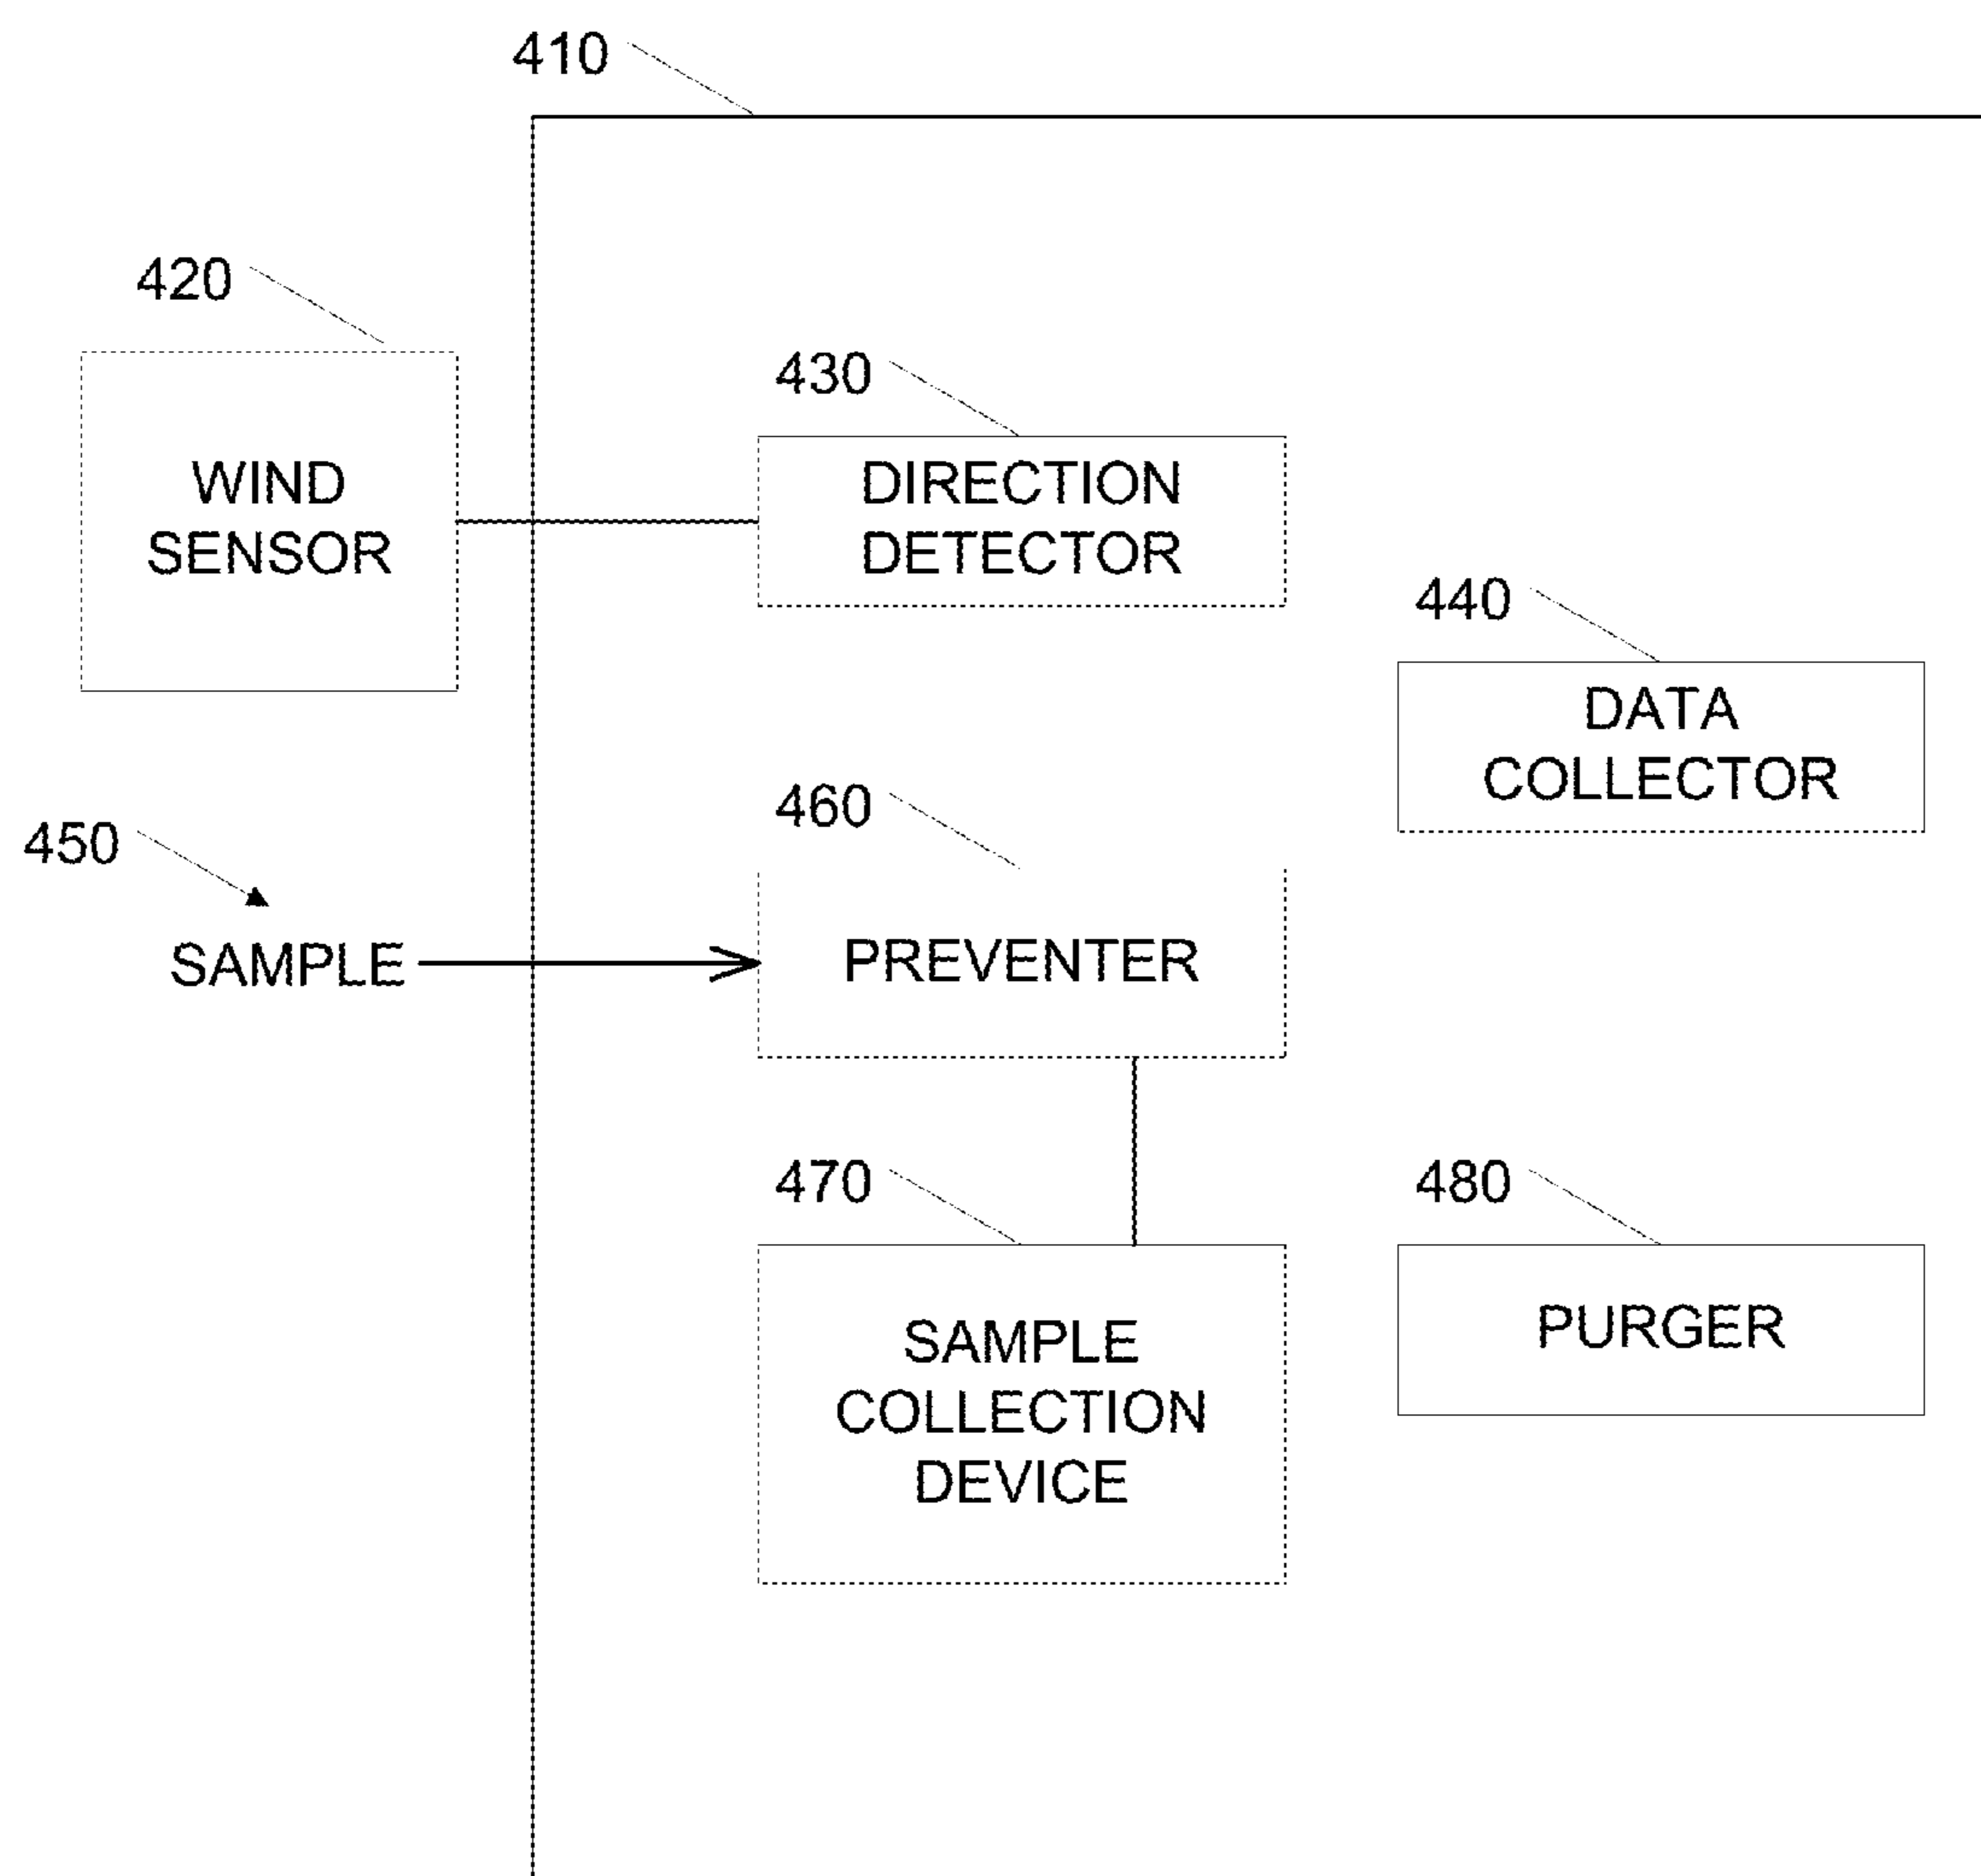 410
420
WIND
SENSOR
430
DIRECTION
DETECTOR
440
DATA
COLLECTOR
450
SAMPLE
460
PREVENTER
470
SAMPLE
COLLECTION
DEVICE
480
PURGER